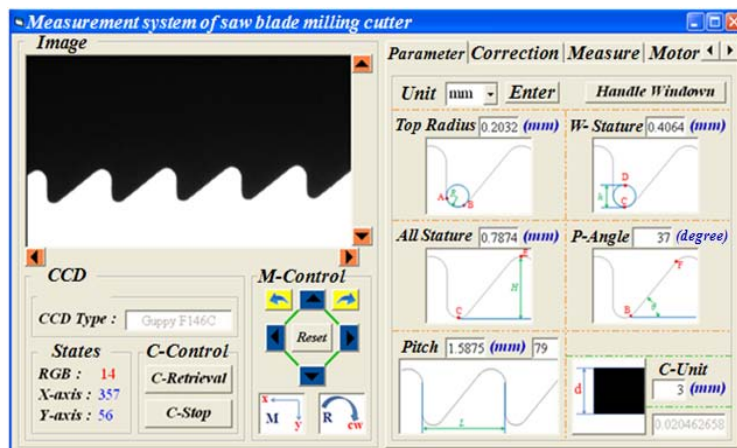 Measurement system of saw blade milling cutter
Image
Parameter Correction Measure Motor
Unit mm Enter Handle Windown
Top Radius 0.2032 (mm) W- Stature 0.4064 (mm)
A R B
D h C
All Stature 0.7874 (mm) P-Angle 37 (degree)
C H E
B θ F
Pitch 1.5875 (mm) 79
L
d
C-Unit
3 (mm)
0.020462658
CCD
CCD Type : Guppy F146C
States
RGB : 14
X-axis : 357
Y-axis : 56
C-Control
C-Retrieval
C-Stop
M-Control
Reset
x M y
R cw